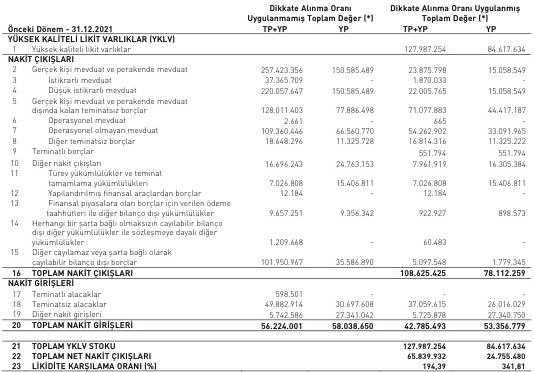 Dikkate Alınma Oranı Uygulanmamış Toplam Değer (*) Dikkate Alınma Oranı Uygulanmış Toplam Değer (*)
Önceki Dönem - 31.12.2021 TP+YP YP TP+YP YP
YÜKSEK KALİTELİ LİKİT VARLIKLAR (YKLV)
1 Yüksek kaliteli likit varlıklar 127.987.254 84.617.634
NAKİT ÇIKIŞLARI
2 Gerçek kişi mevduat ve perakende mevduat 257.423.356 150.585.489 23.875.798 15.058.549
3 İstikrarlı mevduat 37.365.709 - 1.870.033 -
4 Düşük istikrarlı mevduat 220.057.647 150.585.489 22.005.765 15.058.549
5 Gerçek kişi mevduat ve perakende mevduat
dışında kalan teminatsız borçlar 128.011.403 77.886.498 71.077.883 44.417.187
6 Operasyonel mevduat 2.661 - 665 -
7 Operasyonel olmayan mevduat 109.360.446 66.560.770 54.262.902 33.091.965
8 Diğer teminatsız borçlar 18.648.296 11.325.728 16.814.316 11.325.222
9 Teminatlı borçlar 551.794 551.794
10 Diğer nakit çıkışları 16.696.243 24.763.153 7.961.919 16.305.384
11 Türev yükümlülükler ve teminat
tamamlama yükümlülükleri 7.026.808 15.406.811 7.026.808 15.406.811
12 Yapılandırılmış finansal araçlardan borçlar 12.184 - 12.184 -
13 Finansal piyasalara olan borçlar için verilen ödeme
taahhütleri ile diğer bilanço dışı yükümlülükler 9.657.251 9.356.342 922.927 898.573
14 Herhangi bir şarta bağlı olmaksızın cayılabilir bilanço
dışı diğer yükümlülükler ile sözleşmeye dayalı diğer
yükümlülükler 1.209.668 - 60.483 -
15 Diğer cayılamaz veya şarta bağlı olarak
cayılabilir bilanço dışı borçlar 101.950.967 35.586.890 5.097.548 1.779.345
16 TOPLAM NAKİT ÇIKIŞLARI 108.625.425 78.112.259
NAKİT GİRİŞLERİ
17 Teminatlı alacaklar 598.501 - - -
18 Teminatsız alacaklar 49.882.914 30.697.608 37.059.615 26.016.029
19 Diğer nakit girişleri 5.742.586 27.341.042 5.725.878 27.340.750
20 TOPLAM NAKİT GİRİŞLERİ 56.224.001 58.038.650 42.785.493 53.356.779
21 TOPLAM YKLV STOKU 127.987.254 84.617.634
22 TOPLAM NET NAKİT ÇIKIŞLARI 65.839.932 24.755.480
23 LİKİDİTE KARŞILAMA ORANI (%) 194,39 341,81